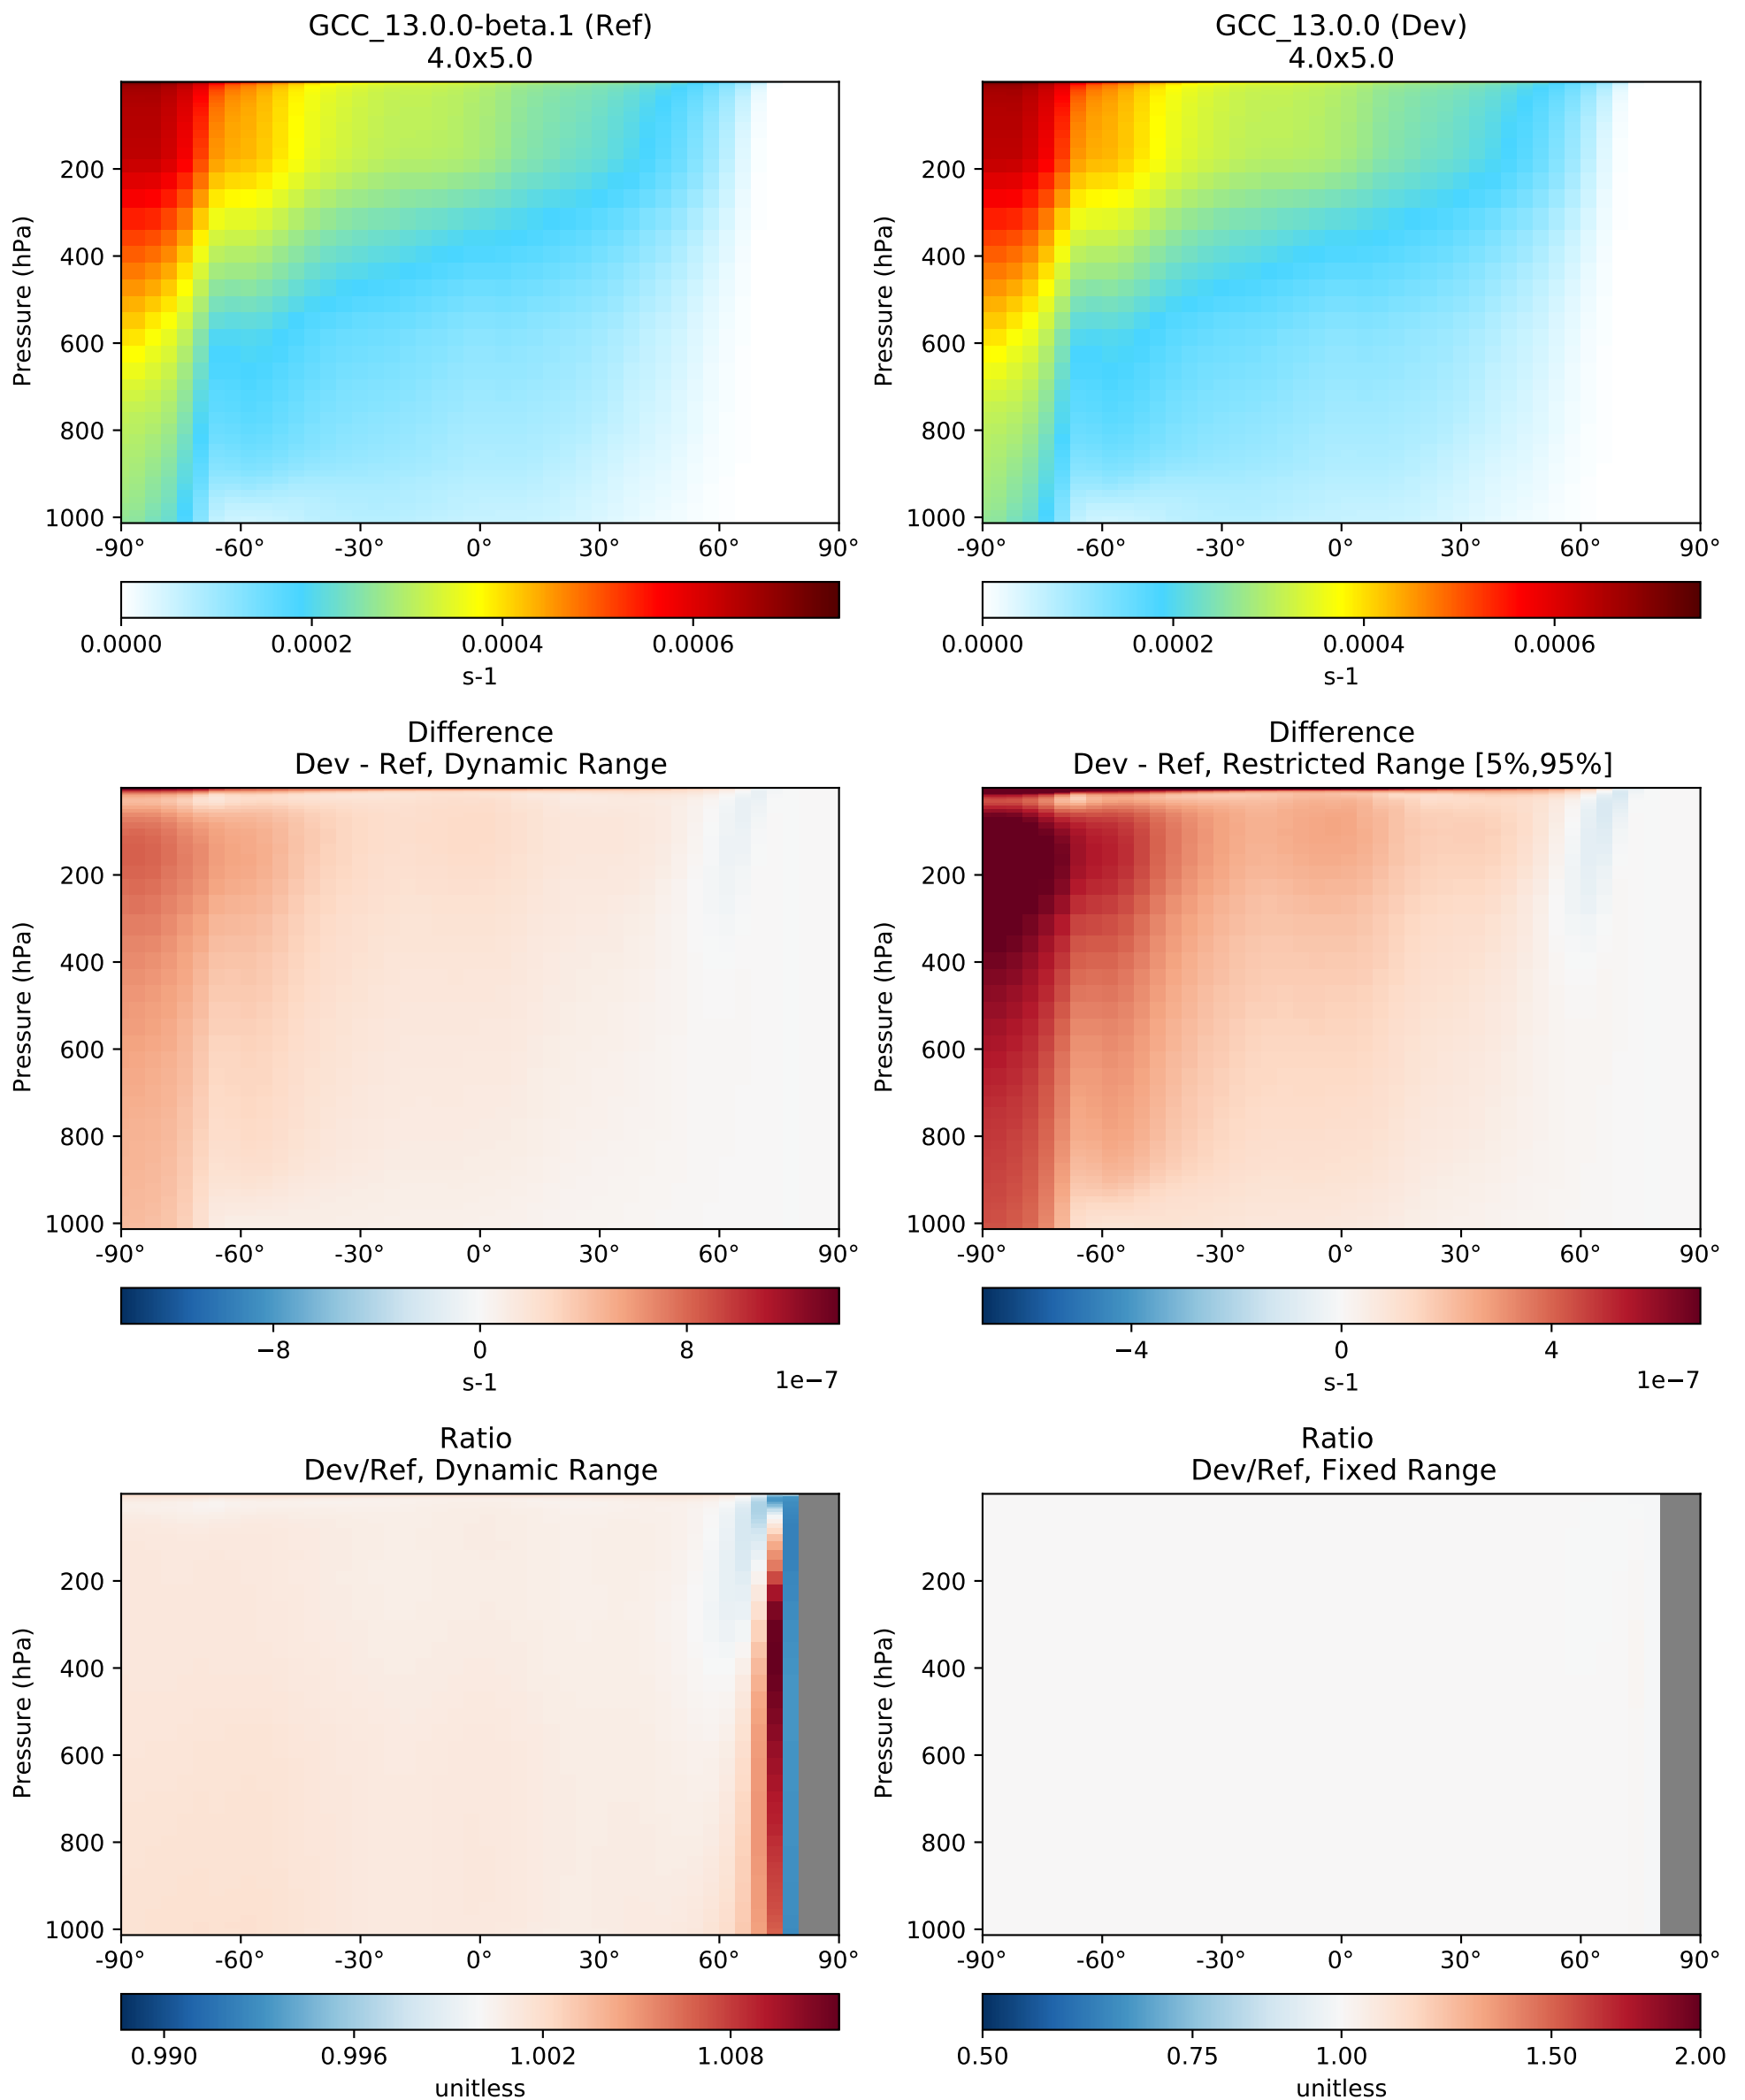 GCC_13.0.0-beta.1 (Ref)
4.0x5.0
Pressure (hPa)
200
400
600
800
1000
-90° -60° -30° 0° 30° 60° 90°
0.0000 0.0002 0.0004 0.0006
s-1
GCC_13.0.0 (Dev)
4.0x5.0
Pressure (hPa)
200
400
600
800
1000
-90° -60° -30° 0° 30° 60° 90°
0.0000 0.0002 0.0004 0.0006
s-1
Difference
Dev - Ref, Dynamic Range
Pressure (hPa)
200
400
600
800
1000
-90° -60° -30° 0° 30° 60° 90°
−8 0 8
s-1
1e−7
Difference
Dev - Ref, Restricted Range [5%,95%]
Pressure (hPa)
200
400
600
800
1000
-90° -60° -30° 0° 30° 60° 90°
−4 0 4
s-1
1e−7
Ratio
Dev/Ref, Dynamic Range
Pressure (hPa)
200
400
600
800
1000
-90° -60° -30° 0° 30° 60° 90°
0.990 0.996 1.002 1.008
unitless
Ratio
Dev/Ref, Fixed Range
Pressure (hPa)
200
400
600
800
1000
-90° -60° -30° 0° 30° 60° 90°
0.50 0.75 1.00 1.50 2.00
unitless